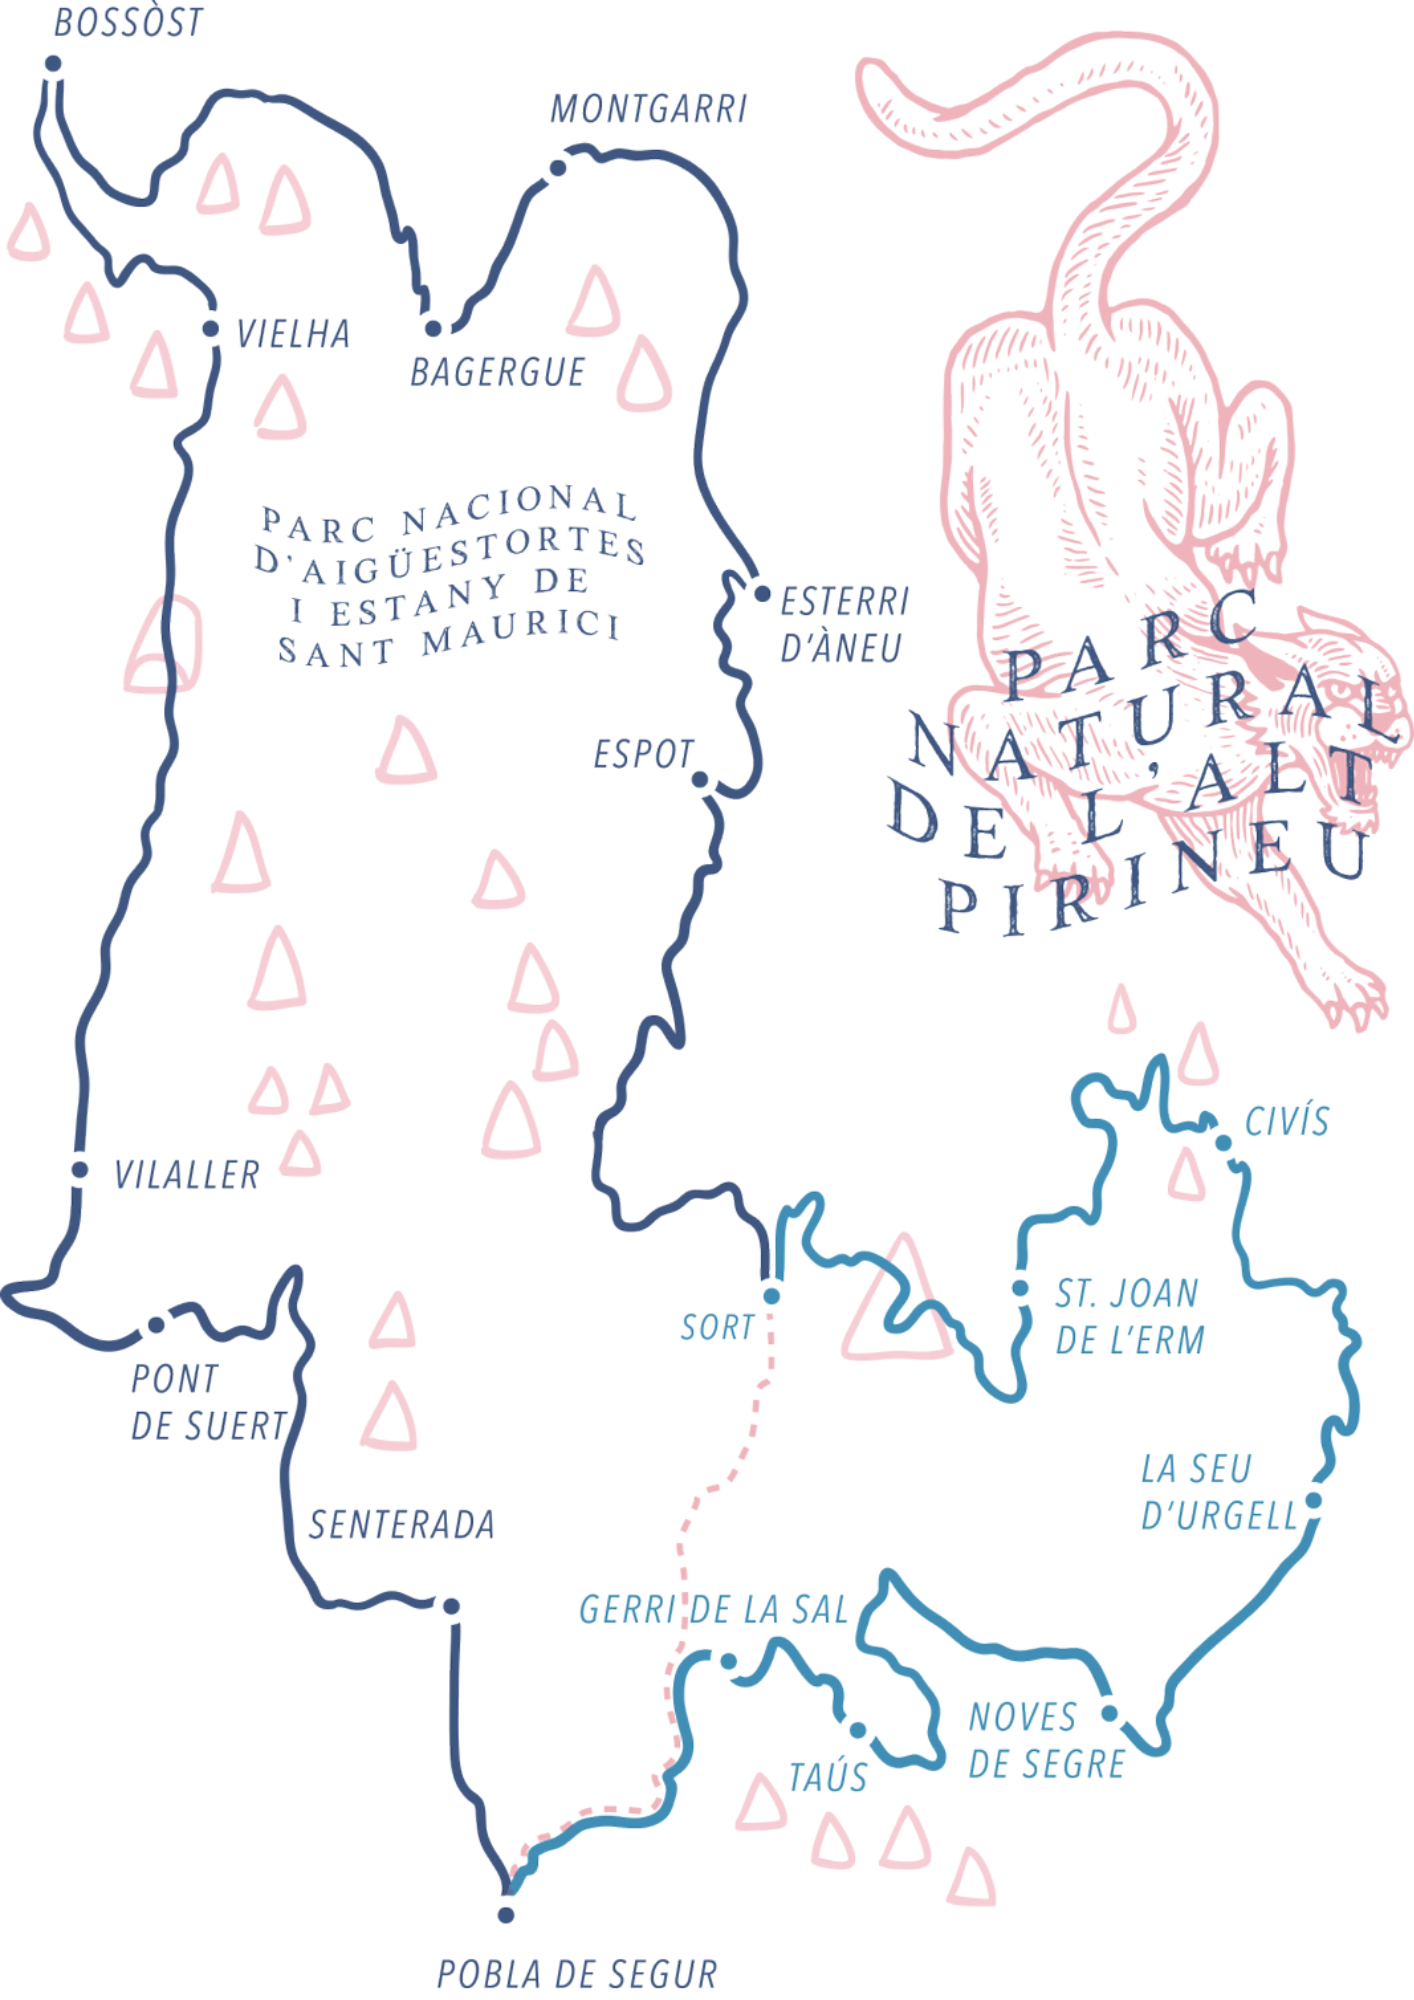 BOSSÒST
MONTGARRI
VIELHA
BAGERGUE
PARC NACIONAL
D'AIGÜESTORTES
I ESTANY DE
SANT MAURICI
ESTERRI
D'ÀNEU
PARC
NATURAL
DE L'ALT
PIRINEU
ESPOT
CIVÍS
VILALLER
ST. JOAN
DE L'ERM
SORT
PONT
DE SUERT
LA SEU
D'URGELL
SENTERADA
GERRI DE LA SAL
NOVES
DE SEGRE
TAÚS
POBLA DE SEGUR